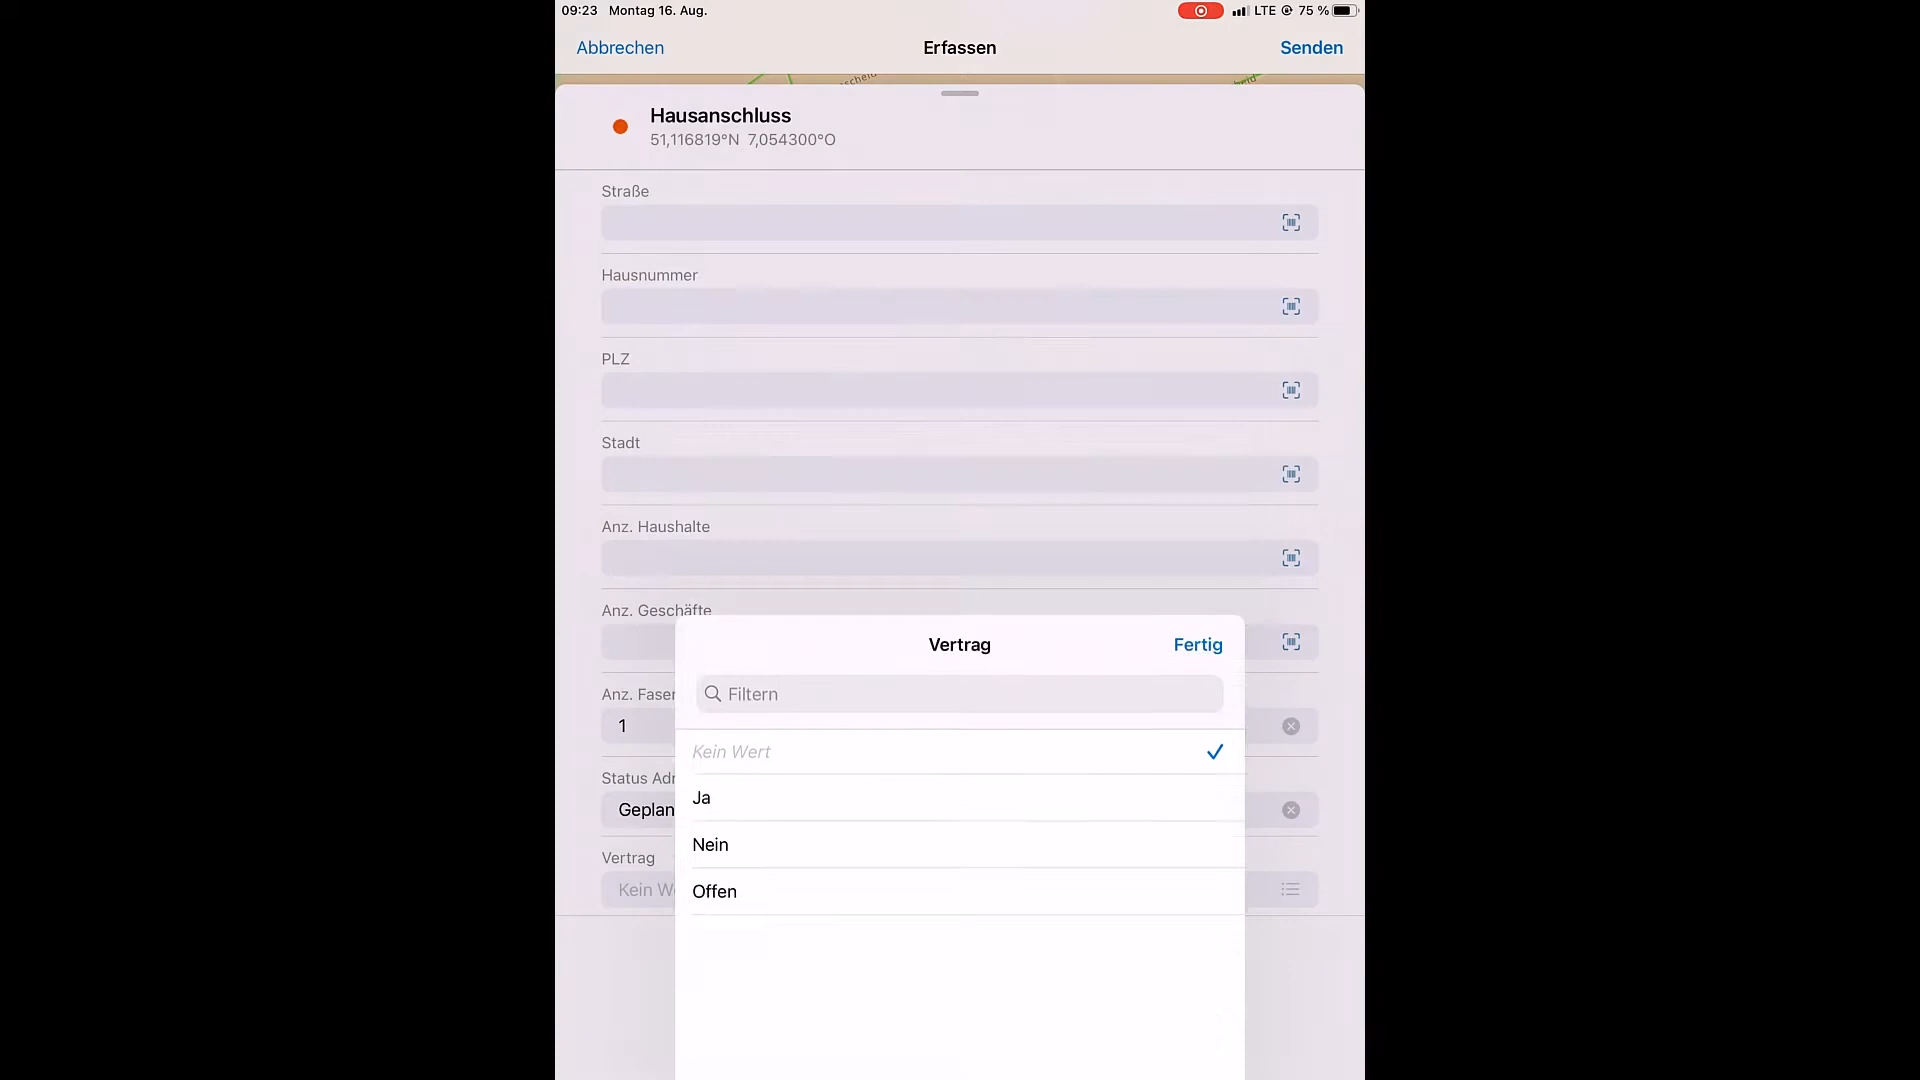 09:23 Montag 16. Aug.
LTE 75 %
Abbrechen Erfassen Senden
Hausanschluss
51,116819°N 7,054300°O
Straße
Hausnummer
PLZ
Stadt
Anz. Haushalte
Anz. Geschäfte
Vertrag Fertig
Filtern
Anz. Faser
1
Kein Wert
Status Adr
Ja
Geplan
Nein
Vertrag
Kein W
Offen